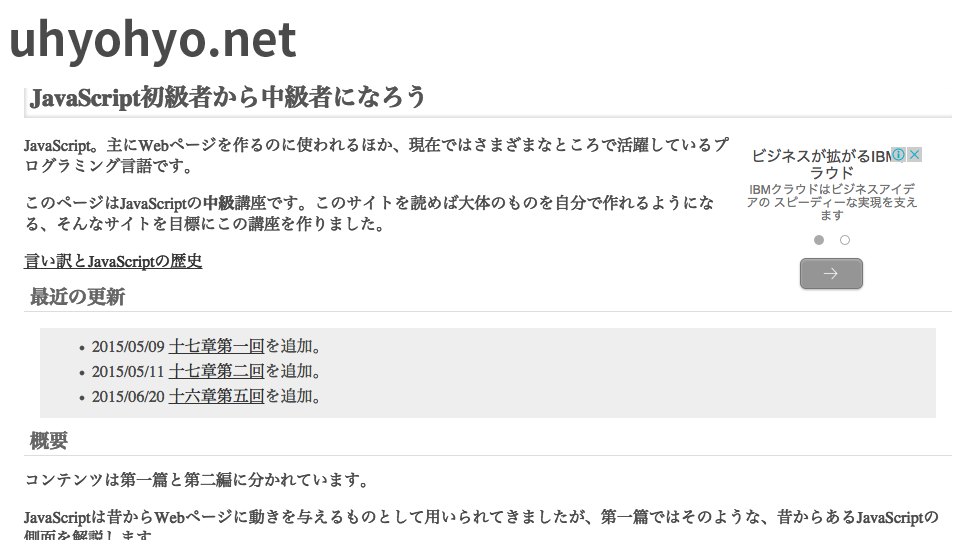 uhyohyo.net
JavaScript初級者から中級者になろう
JavaScript。主にWebページを作るのに使われるほか、現在ではさまざまなところで活躍しているプ
ログラミング言語です。
このページはJavaScriptの中級講座です。このサイトを読めば大体のものを自分で作れるようにな
る、そんなサイトを目標にこの講座を作りました。
言い訳とJavaScriptの歴史
ビジネスが拡がるIBM
ラウド
IBMクラウドはビジネスアイデ
アの スピーディーな実現を支え
ます
最近の更新
2015/05/09 十七章第一回を追加。
2015/05/11 十七章第二回を追加。
2015/06/20 十六章第五回を追加。
概要
コンテンツは第一篇と第二編に分かれています。
JavaScriptは昔からWebページに動きを与えるものとして用いられてきましたが、第一篇ではそのような、昔からあるJavaScriptの
側面を解説します。